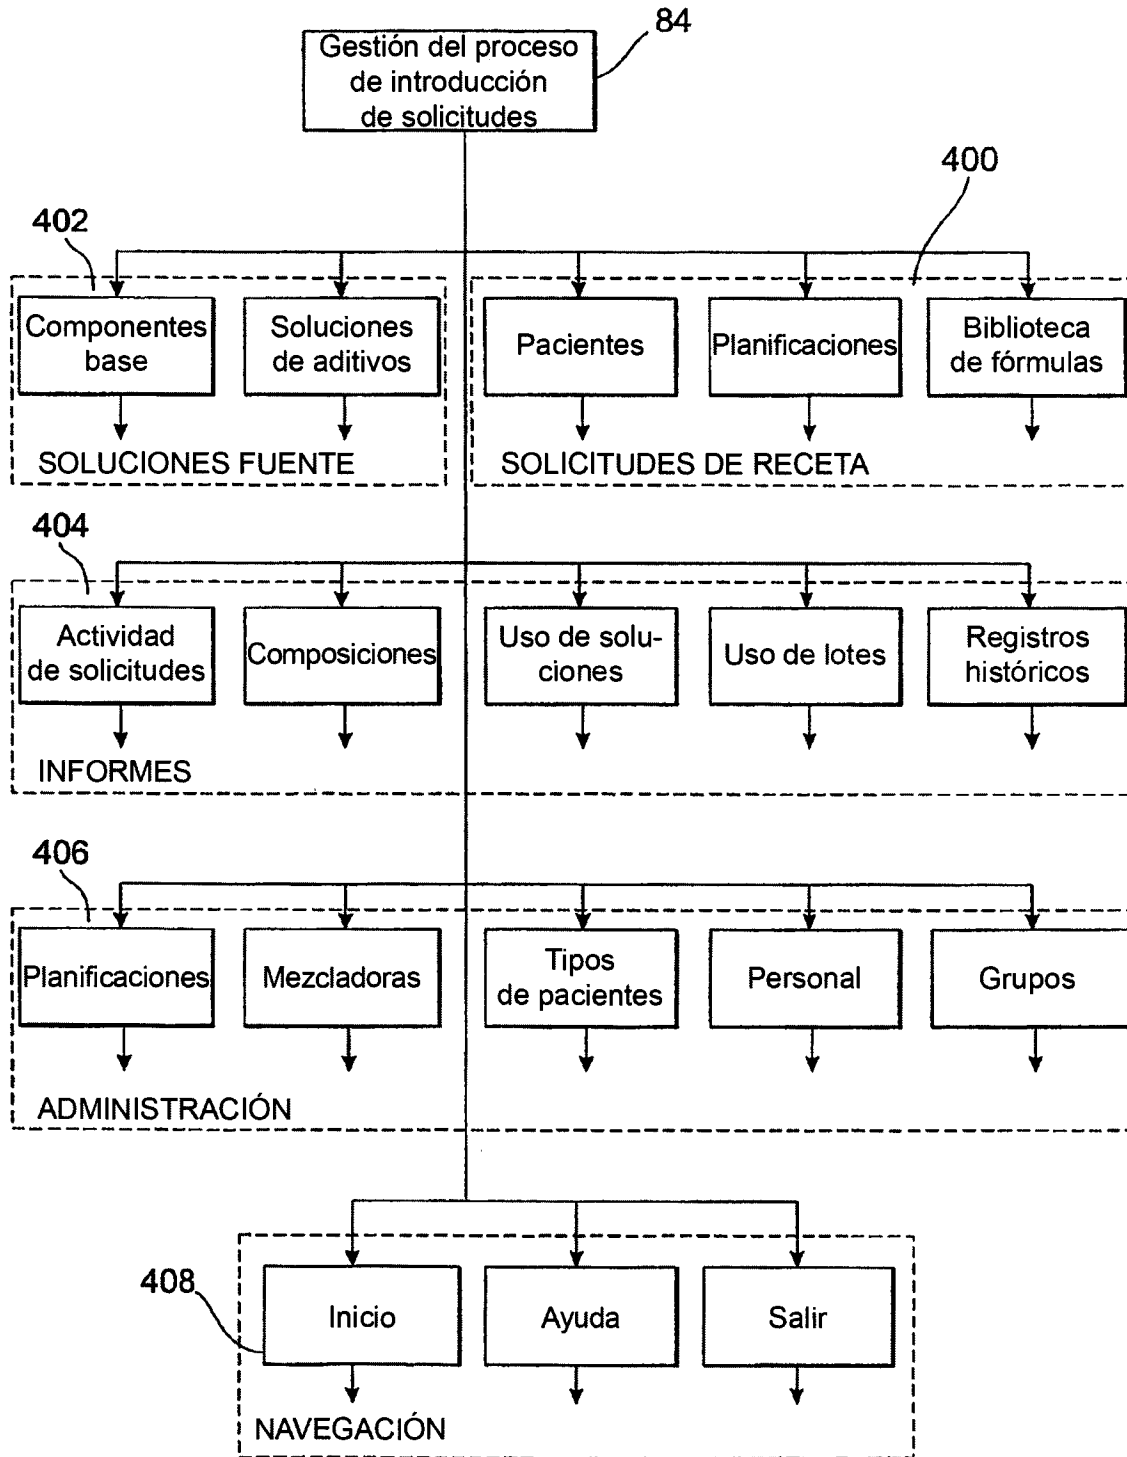 84
Gestión del proceso
de introducción
de solicitudes
400
402
Componentes
base
Soluciones
de aditivos
Pacientes
Planificaciones
Biblioteca
de fórmulas
SOLUCIONES FUENTE
SOLICITUDES DE RECETA
404
Actividad
de solicitudes
Composiciones
Uso de solu-
ciones
Uso de lotes
Registros
históricos
INFORMES
406
Planificaciones
Mezcladoras
Tipos
de pacientes
Personal
Grupos
ADMINISTRACIÓN
408
Inicio
Ayuda
Salir
NAVEGACIÓN